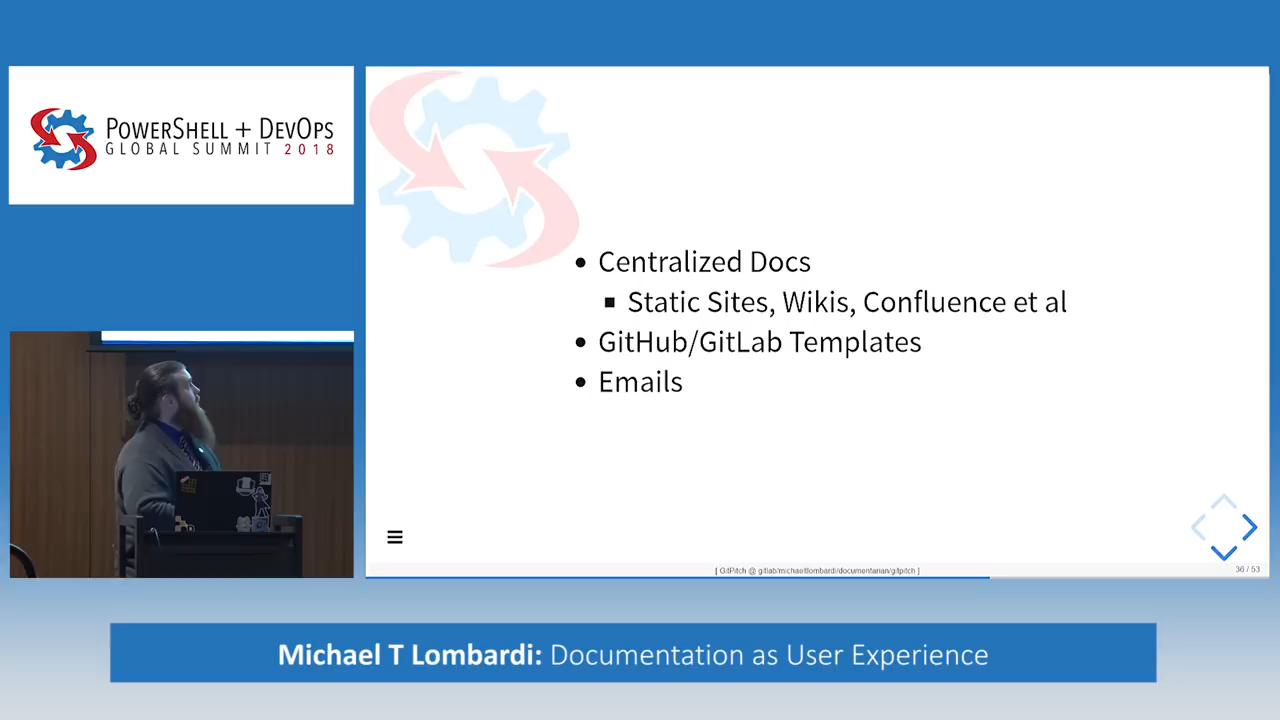 POWERSHELL + DEVOPS
GLOBAL SUMMIT 2018
• Centralized Docs
▪ Static Sites, Wikis, Confluence et al
• GitHub/GitLab Templates
• Emails
[ GitPitch @ gitlab/michaeltlombardi/documentarian/gitpitch ]
36 / 53
Michael T Lombardi: Documentation as User Experience